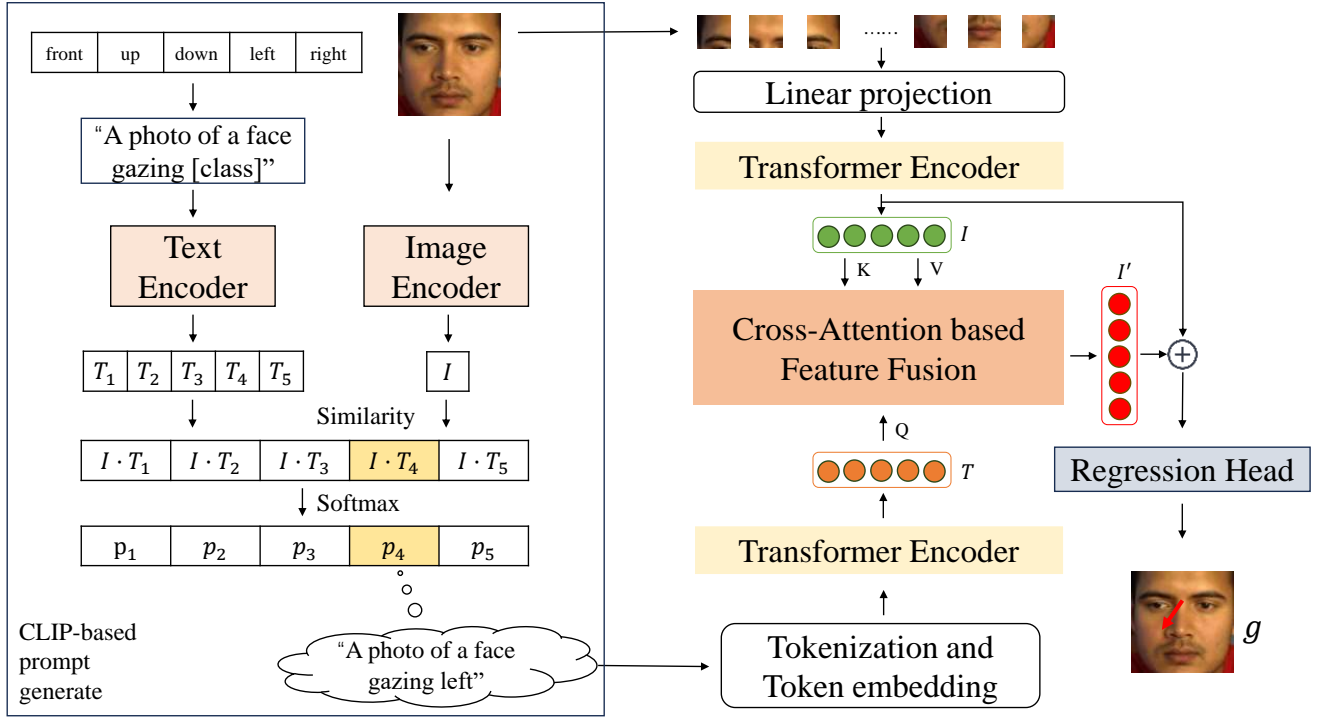 front up down left right
“A photo of a face
gazing [class]”
Text
Encoder
Image
Encoder
T₁ T₂ T₃ T₄ T₅
I
Similarity
I · T₁ I · T₂ I · T₃ I · T₄ I · T₅
Softmax
p₁ p₂ p₃ p₄ p₅
CLIP-based
prompt
generate
“A photo of a face
gazing left”
......
Linear projection
Transformer Encoder
I
K V
Cross-Attention based
Feature Fusion
I′
Q
T
Transformer Encoder
Tokenization and
Token embedding
Regression Head
g